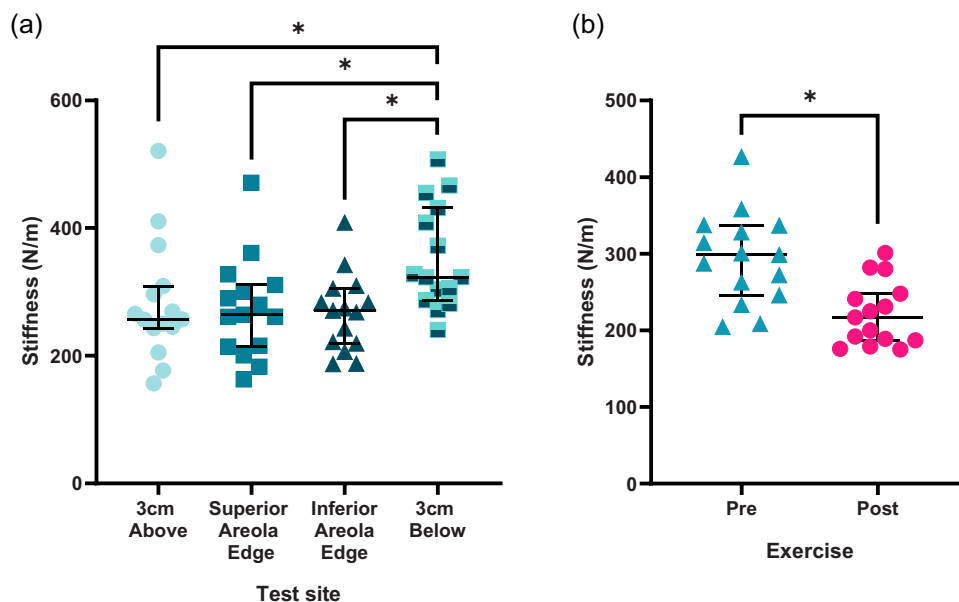 (a)
*
*
*
Stiffness (N/m)
600
400
200
0
3cm
Above
Superior
Areola
Edge
Inferior
Areola
Edge
3cm
Below
Test site
(b)
*
Stiffness (N/m)
500
400
300
200
100
0
Pre
Post
Exercise